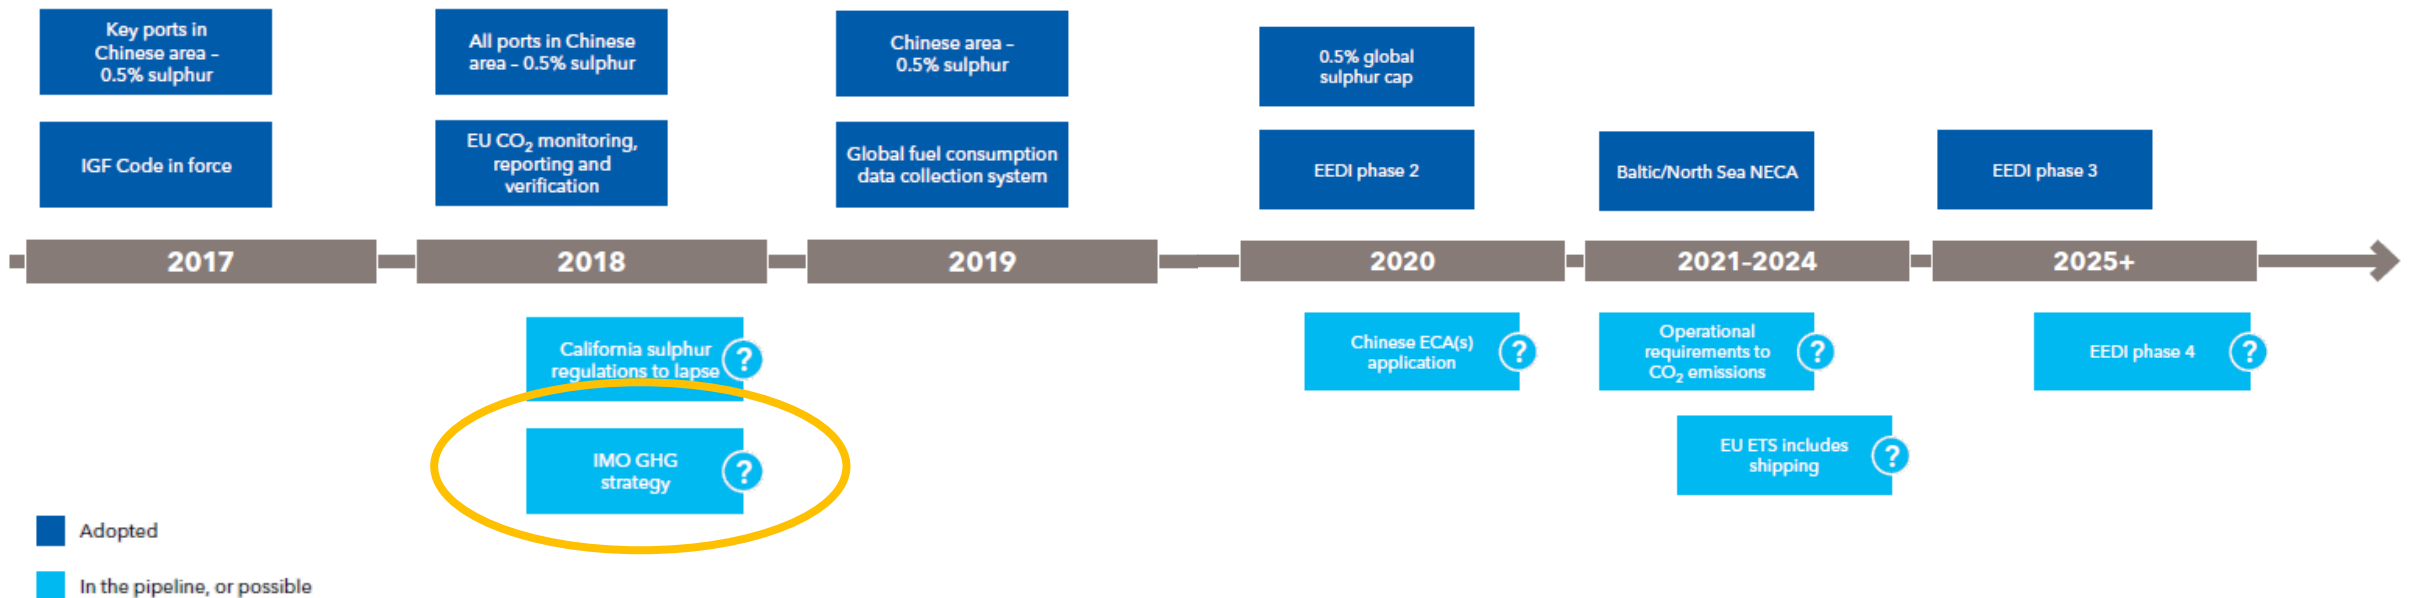 Key ports in
Chinese area –
0.5% sulphur
All ports in Chinese
area – 0.5% sulphur
Chinese area –
0.5% sulphur
0.5% global
sulphur cap
IGF Code in force
EU CO₂ monitoring,
reporting and
verification
Global fuel consumption
data collection system
EEDI phase 2
Baltic/North Sea NECA
EEDI phase 3
2017
2018
2019
2020
2021-2024
2025+
California sulphur
regulations to lapse
?
Chinese ECA(s)
application
?
Operational
requirements to
CO₂ emissions
?
EEDI phase 4
?
IMO GHG
strategy
?
EU ETS includes
shipping
?
Adopted
In the pipeline, or possible